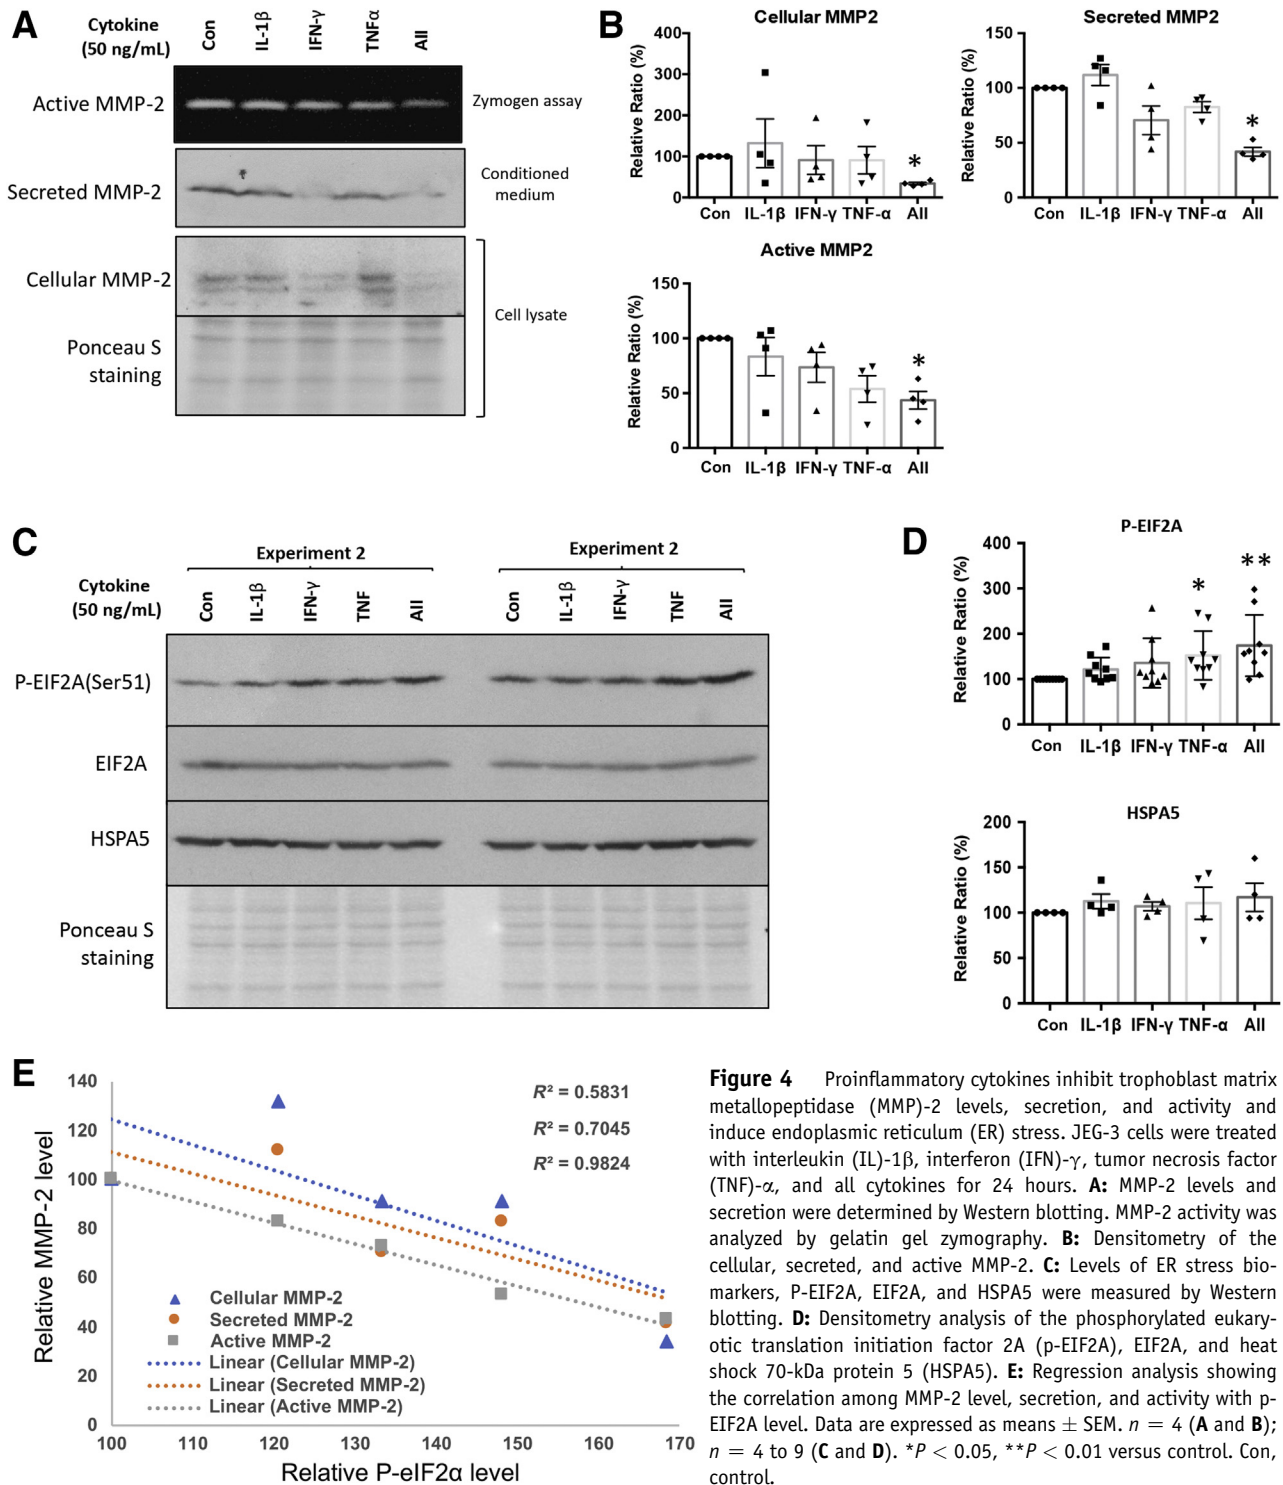 A
Cytokine
(50 ng/mL)
Con
IL-1β
IFN-γ
TNFα
All
Active MMP-2
Zymogen assay
Secreted MMP-2
Conditioned
medium
Cellular MMP-2
Cell lysate
Ponceau S
staining
B
Cellular MMP2
Relative Ratio (%)
400
300
200
100
0
*
Con IL-1β IFN-γ TNF-α All
Secreted MMP2
Relative Ratio (%)
150
100
50
0
*
Con IL-1β IFN-γ TNF-α All
Active MMP2
Relative Ratio (%)
150
100
50
0
*
Con IL-1β IFN-γ TNF-α All
C
Experiment 2
Experiment 2
Cytokine
(50 ng/mL)
Con
IL-1β
IFN-γ
TNF
All
Con
IL-1β
IFN-γ
TNF
All
P-EIF2A(Ser51)
EIF2A
HSPA5
Ponceau S
staining
D
P-EIF2A
Relative Ratio (%)
400
300
200
100
0
*
**
Con IL-1β IFN-γ TNF-α All
HSPA5
Relative Ratio (%)
200
150
100
50
0
Con IL-1β IFN-γ TNF-α All
E
Relative MMP-2 level
140
120
100
80
60
40
20
0
R² = 0.5831
R² = 0.7045
R² = 0.9824
Cellular MMP-2
Secreted MMP-2
Active MMP-2
Linear (Cellular MMP-2)
Linear (Secreted MMP-2)
Linear (Active MMP-2)
100 110 120 130 140 150 160 170
Relative P-eIF2α level
Figure 4 Proinflammatory cytokines inhibit trophoblast matrix
metallopeptidase (MMP)-2 levels, secretion, and activity and
induce endoplasmic reticulum (ER) stress. JEG-3 cells were treated
with interleukin (IL)-1β, interferon (IFN)-γ, tumor necrosis factor
(TNF)-α, and all cytokines for 24 hours. A: MMP-2 levels and
secretion were determined by Western blotting. MMP-2 activity was
analyzed by gelatin gel zymography. B: Densitometry of the
cellular, secreted, and active MMP-2. C: Levels of ER stress bio-
markers, P-EIF2A, EIF2A, and HSPA5 were measured by Western
blotting. D: Densitometry analysis of the phosphorylated eukary-
otic translation initiation factor 2A (p-EIF2A), EIF2A, and heat
shock 70-kDa protein 5 (HSPA5). E: Regression analysis showing
the correlation among MMP-2 level, secretion, and activity with p-
EIF2A level. Data are expressed as means ± SEM. n = 4 (A and B);
n = 4 to 9 (C and D). *P < 0.05, **P < 0.01 versus control. Con,
control.